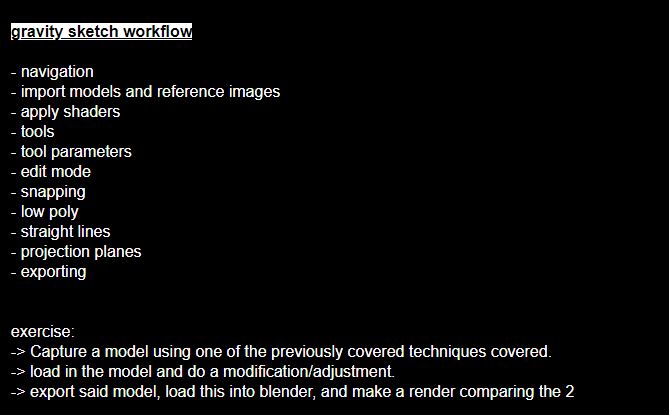 gravity sketch workflow
- navigation
- import models and reference images
- apply shaders
- tools
- tool parameters
- edit mode
- snapping
- low poly
- straight lines
- projection planes
- exporting
exercise:
-> Capture a model using one of the previously covered techniques covered.
-> load in the model and do a modification/adjustment.
-> export said model, load this into blender, and make a render comparing the 2